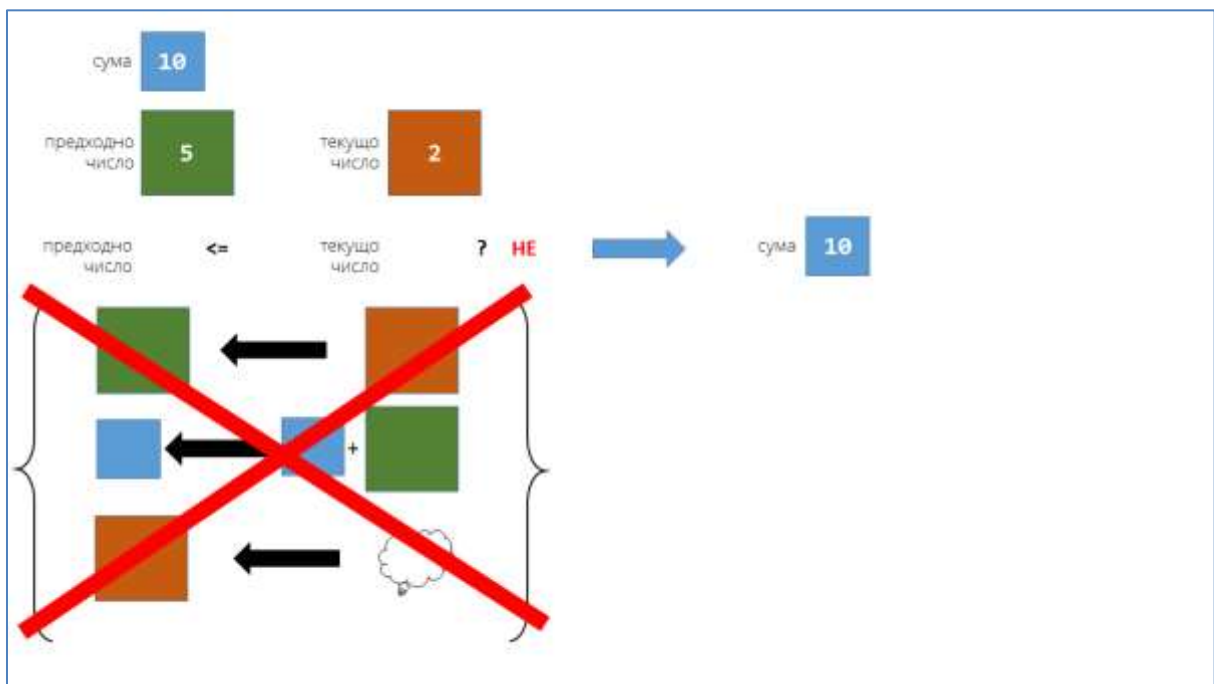 сума 10
предходно
число
5
текущо
число
2
предходно
число
<=
текущо
число
? НЕ
сума 10
+